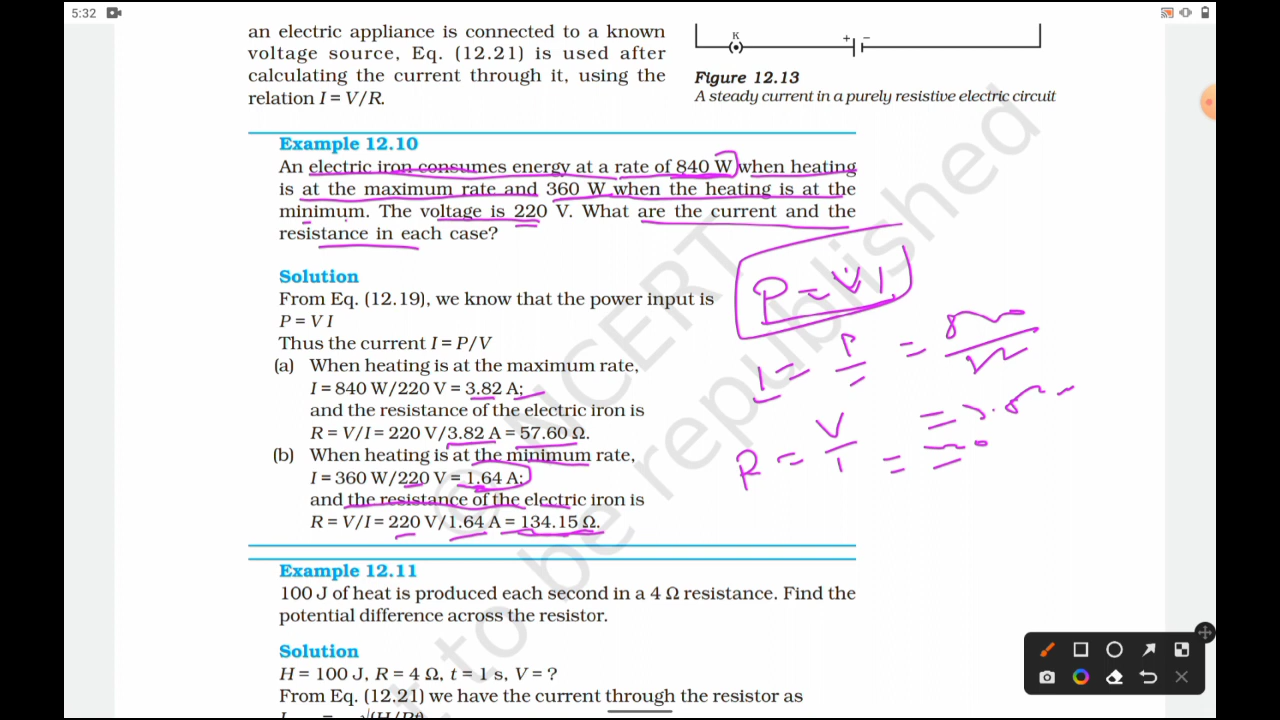 5:32
an electric appliance is connected to a known
voltage source, Eq. (12.21) is used after
calculating the current through it, using the
relation I = V/R.
K
+ −
Figure 12.13
A steady current in a purely resistive electric circuit
Example 12.10
An electric iron consumes energy at a rate of 840 W when heating
is at the maximum rate and 360 W when the heating is at the
minimum. The voltage is 220 V. What are the current and the
resistance in each case?
Solution
From Eq. (12.19), we know that the power input is
P = V I
Thus the current I = P/V
(a) When heating is at the maximum rate,
I = 840 W/220 V = 3.82 A;
and the resistance of the electric iron is
R = V/I = 220 V/3.82 A = 57.60 Ω.
(b) When heating is at the minimum rate,
I = 360 W/220 V = 1.64 A;
and the resistance of the electric iron is
R = V/I = 220 V/1.64 A = 134.15 Ω.
P = VI
I = P =
R = V/I =
Example 12.11
100 J of heat is produced each second in a 4 Ω resistance. Find the
potential difference across the resistor.
Solution
H = 100 J, R = 4 Ω, t = 1 s, V = ?
From Eq. (12.21) we have the current through the resistor as
© NCERT
not to be republished